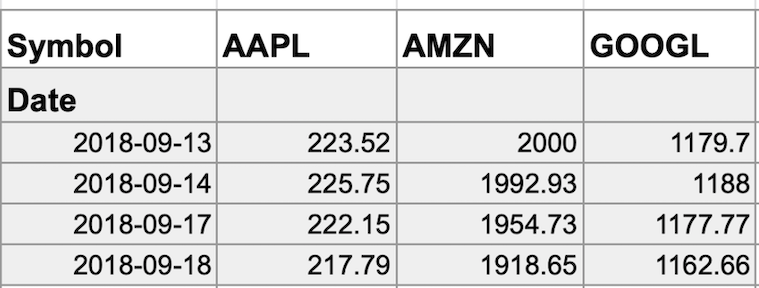 Symbol AAPL AMZN GOOGL
Date
2018-09-13 223.52 2000 1179.7
2018-09-14 225.75 1992.93 1188
2018-09-17 222.15 1954.73 1177.77
2018-09-18 217.79 1918.65 1162.66